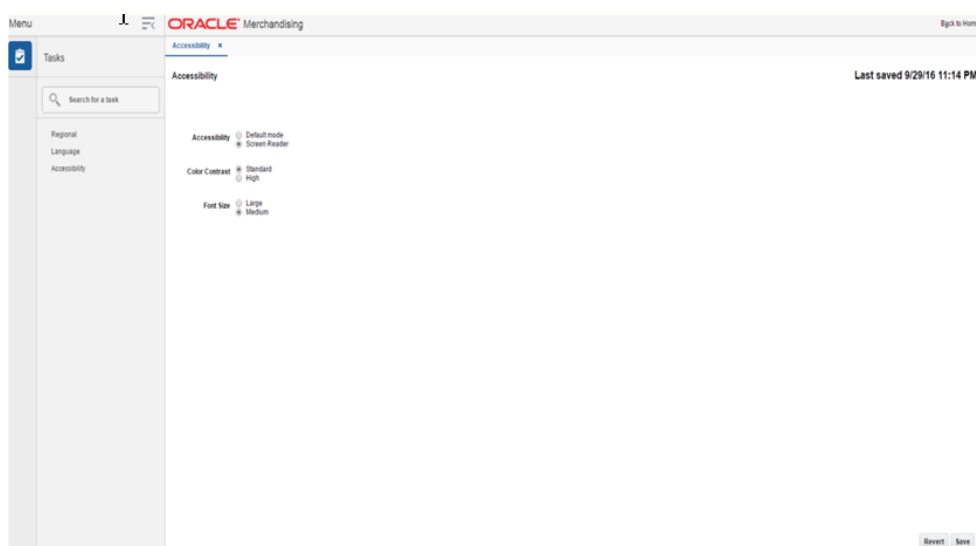 Menu
ORACLE® Merchandising
Back to Hom
Tasks
Accessibility ×
Accessibility
Last saved 9/29/16 11:14 PM
Search for a task
Regional
Language
Accessibility
Accessibility Default mode
Screen Reader
Color Contrast Standard
High
Font Size Large
Medium
Revert Save